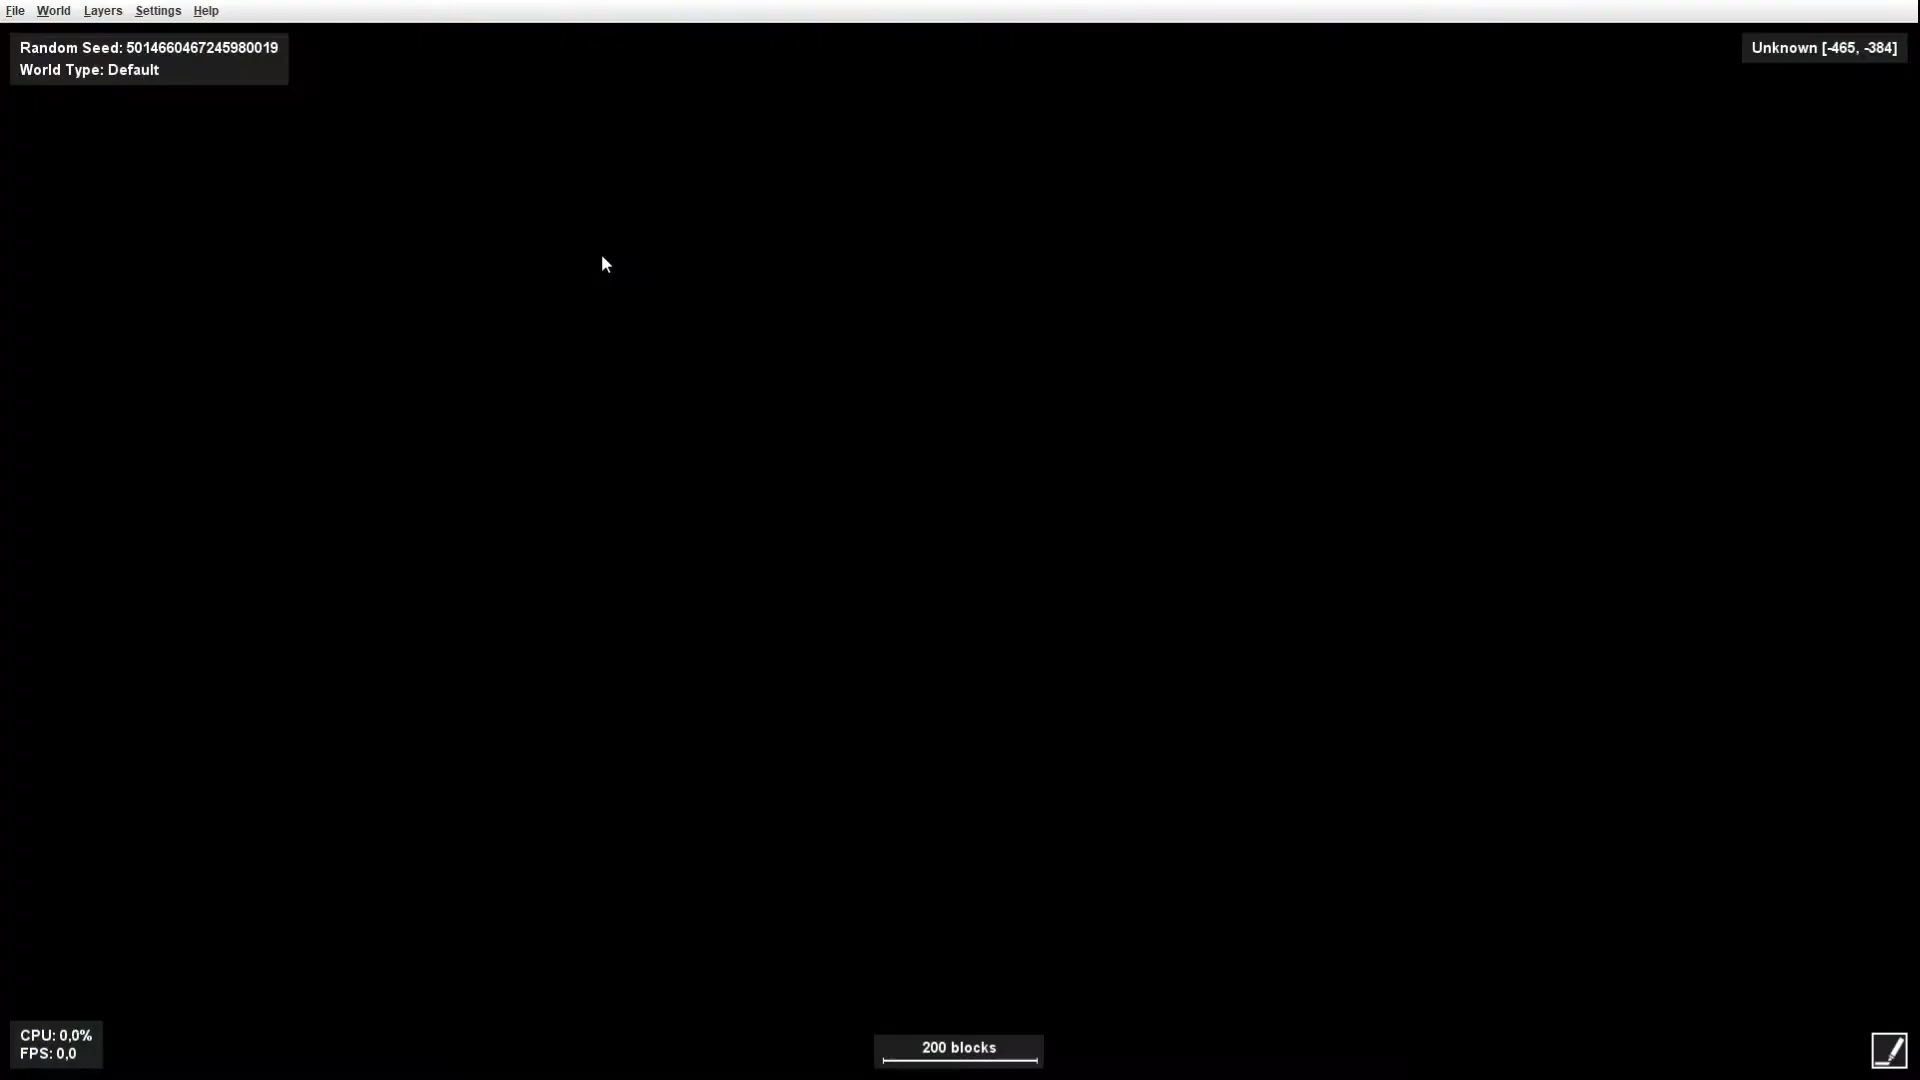 File World Layers Settings Help
Random Seed: 5014660467245980019
World Type: Default
Unknown [-465, -384]
CPU: 0,0%
FPS: 0,0
200 blocks